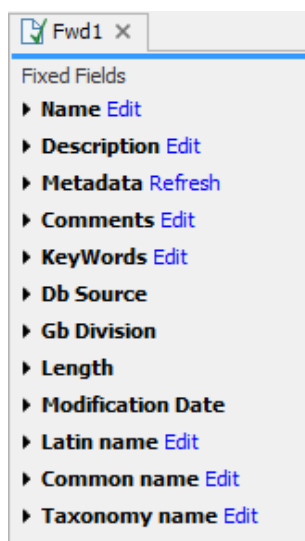 Fwd1
Fixed Fields
Name Edit
Description Edit
Metadata Refresh
Comments Edit
KeyWords Edit
Db Source
Gb Division
Length
Modification Date
Latin name Edit
Common name Edit
Taxonomy name Edit